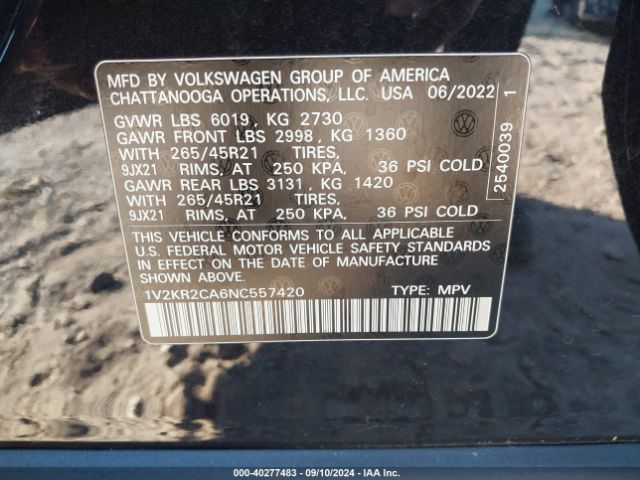 MFD BY VOLKSWAGEN GROUP OF AMERICA
CHATTANOOGA OPERATIONS, LLC. USA 06/2022
GVWR LBS 6019, KG 2730
GAWR FRONT LBS 2998, KG 1360
WITH 265/45R21 TIRES,
9JX21 RIMS, AT 250 KPA, 36 PSI COLD
GAWR REAR LBS 3131, KG 1420
WITH 265/45R21 TIRES,
9JX21 RIMS, AT 250 KPA, 36 PSI COLD
THIS VEHICLE CONFORMS TO ALL APPLICABLE
U.S. FEDERAL MOTOR VEHICLE SAFETY STANDARDS
IN EFFECT ON THE DATE OF MANUFACTURE
SHOWN ABOVE.
1V2KR2CA6NC557420 TYPE: MPV
2540039 1
000-40277483 - 09/10/2024 - IAA Inc.